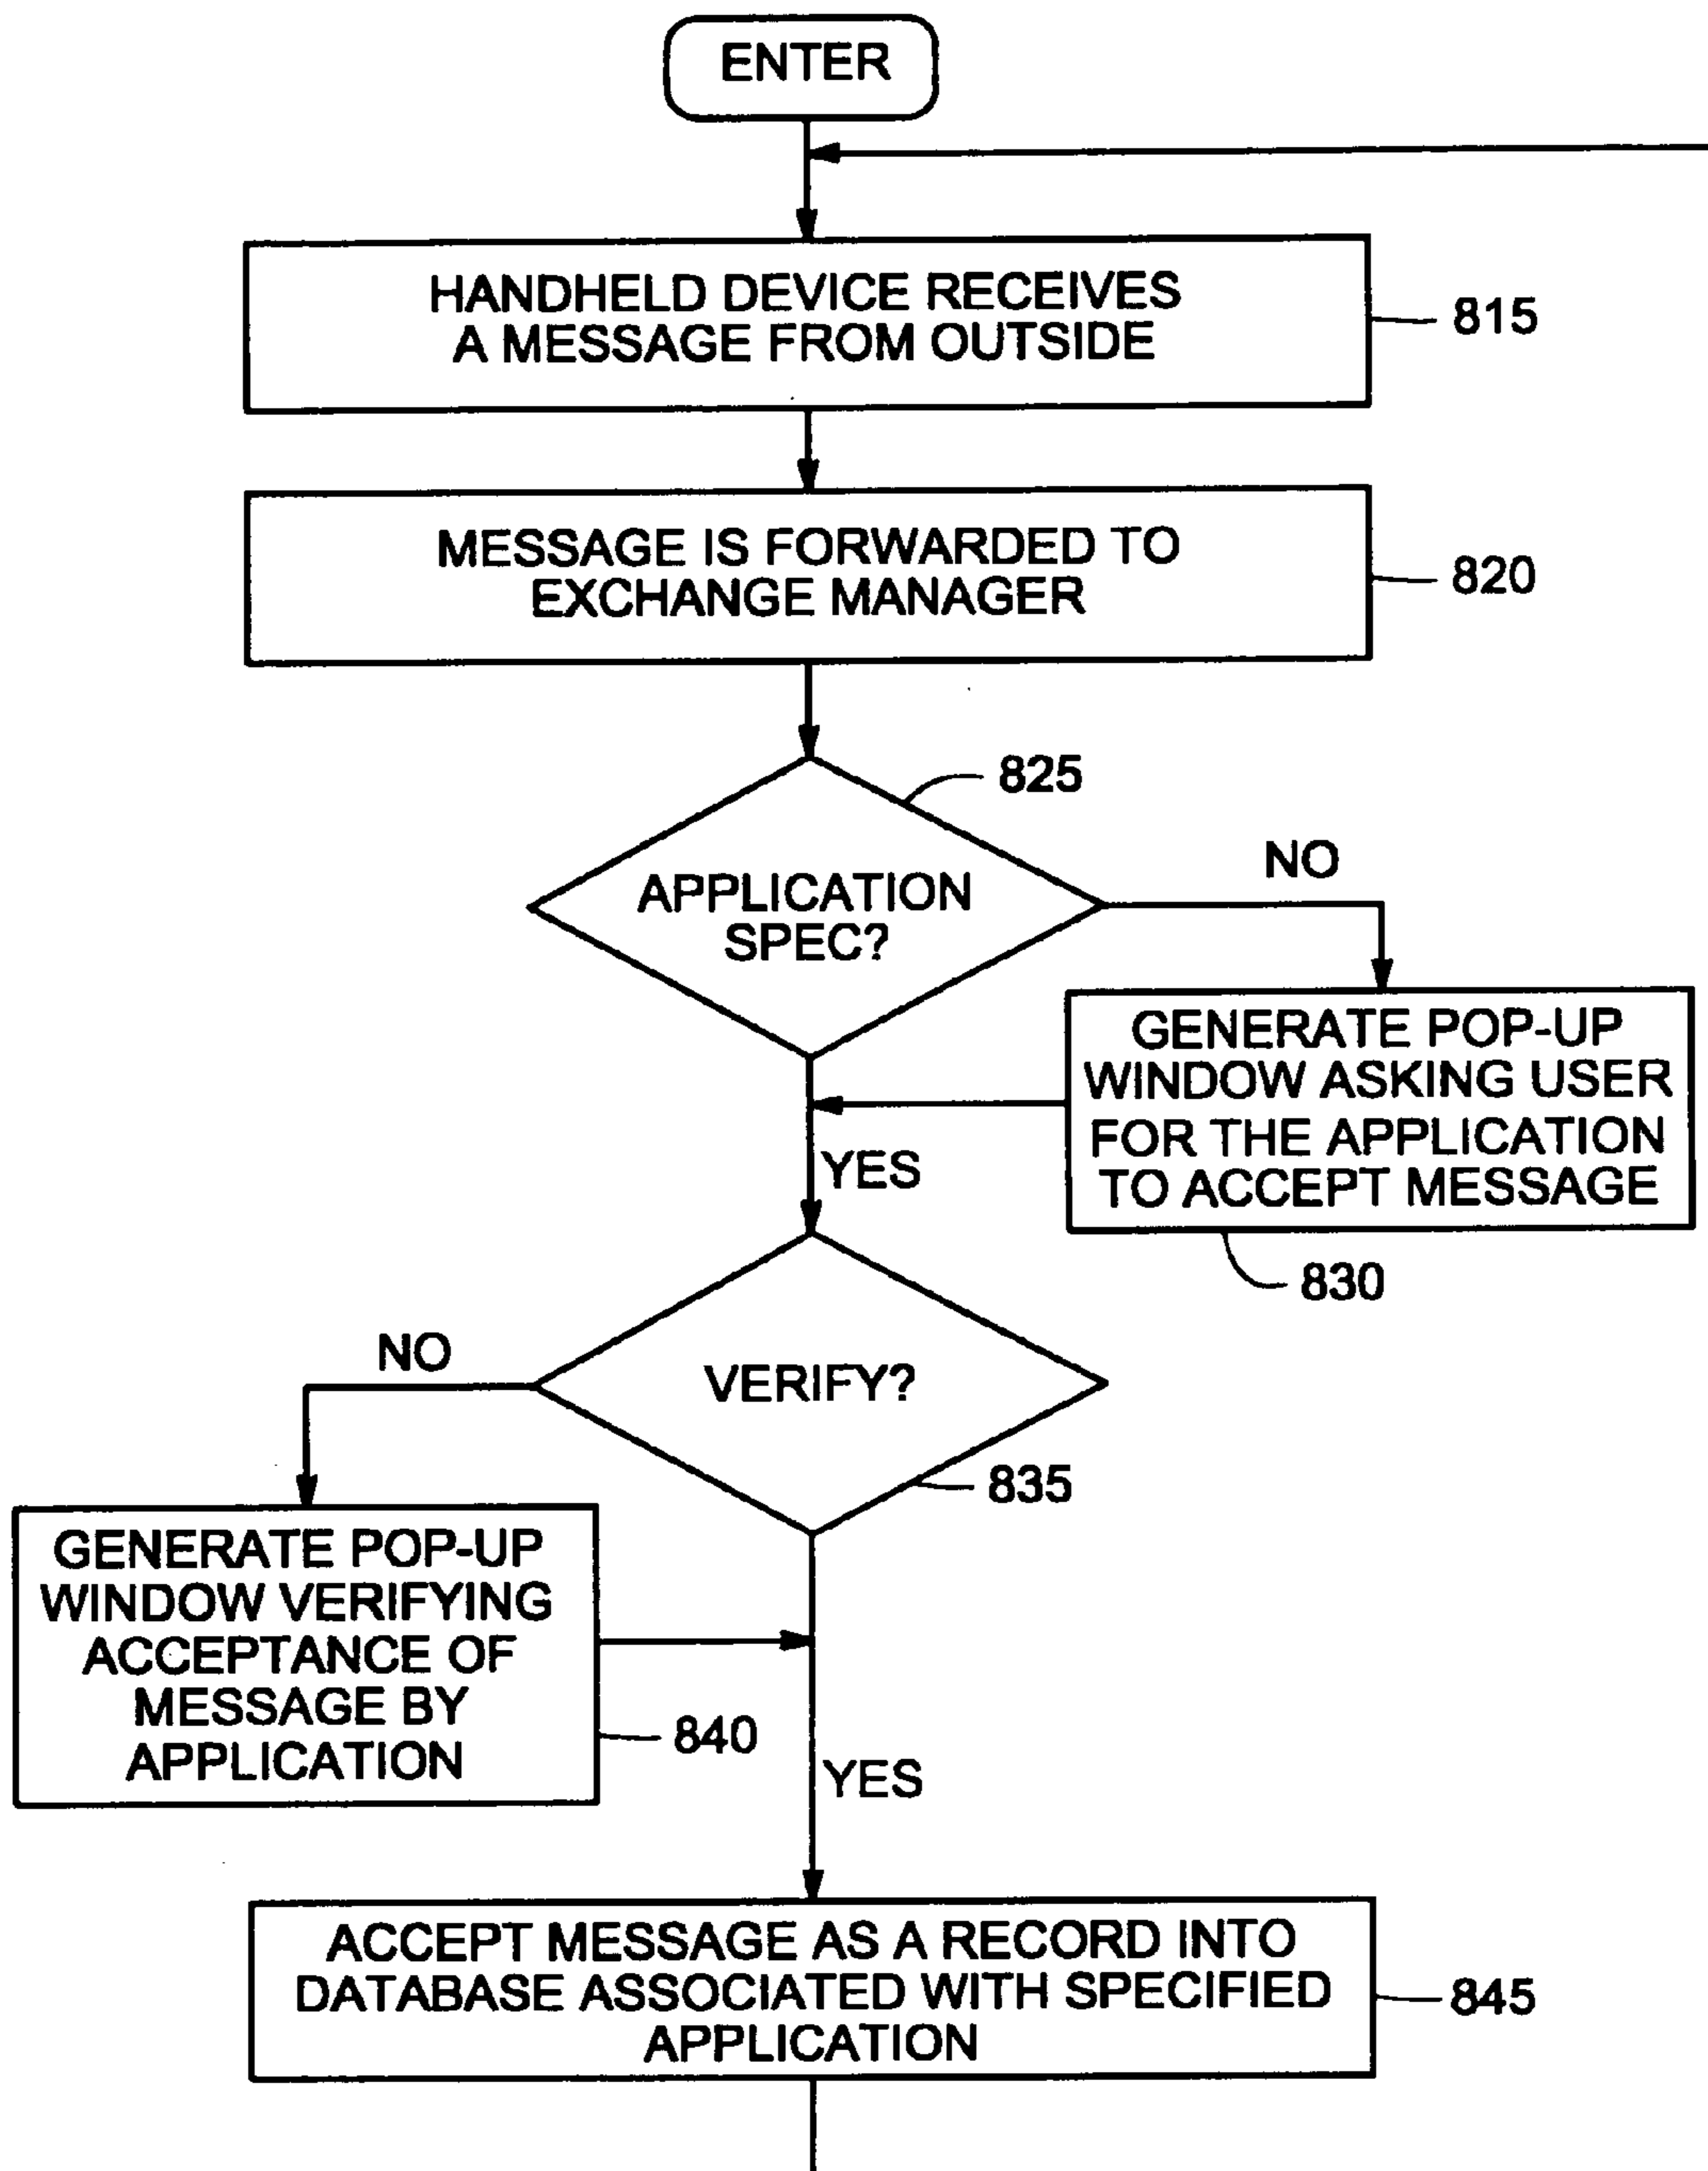 ENTER
HANDHELD DEVICE RECEIVES
A MESSAGE FROM OUTSIDE
815
MESSAGE IS FORWARDED TO
EXCHANGE MANAGER
820
825
APPLICATION
SPEC?
NO
GENERATE POP-UP
WINDOW ASKING USER
FOR THE APPLICATION
TO ACCEPT MESSAGE
830
YES
VERIFY?
835
NO
GENERATE POP-UP
WINDOW VERIFYING
ACCEPTANCE OF
MESSAGE BY
APPLICATION
840
YES
ACCEPT MESSAGE AS A RECORD INTO
DATABASE ASSOCIATED WITH SPECIFIED
APPLICATION
845